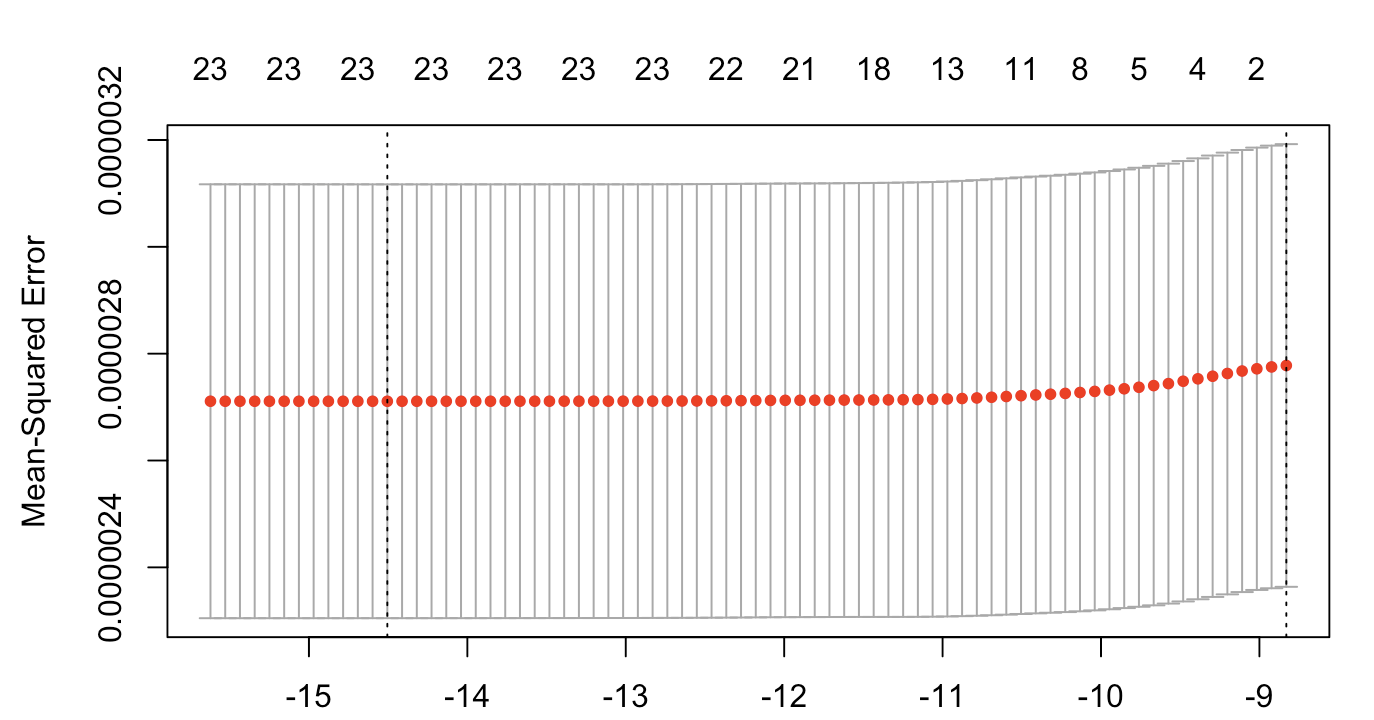 23 23 23 23 23 23 23 22 21 18 13 11 8 5 4 2
Mean-Squared Error
0.0000032
0.0000028
0.0000024
-15 -14 -13 -12 -11 -10 -9